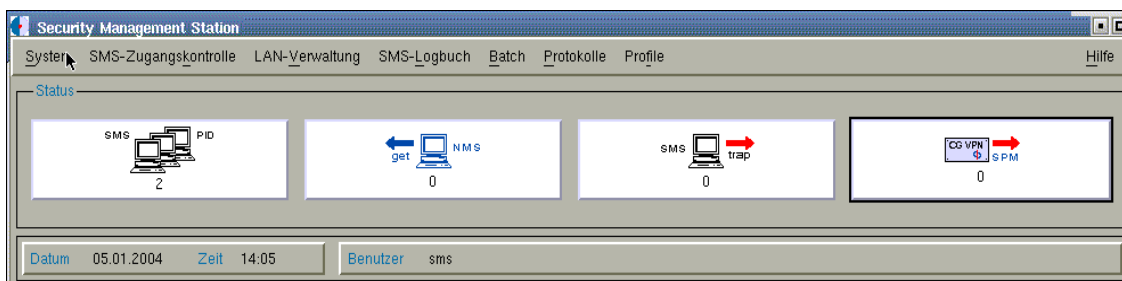 Security Management Station
System SMS-Zugangskontrolle LAN-Verwaltung SMS-Logbuch Batch Protokolle Profile Hilfe
Status
SMS PID
2
get NMS
0
SMS trap
0
CG VPN SPM
0
Datum 05.01.2004 Zeit 14:05 Benutzer sms